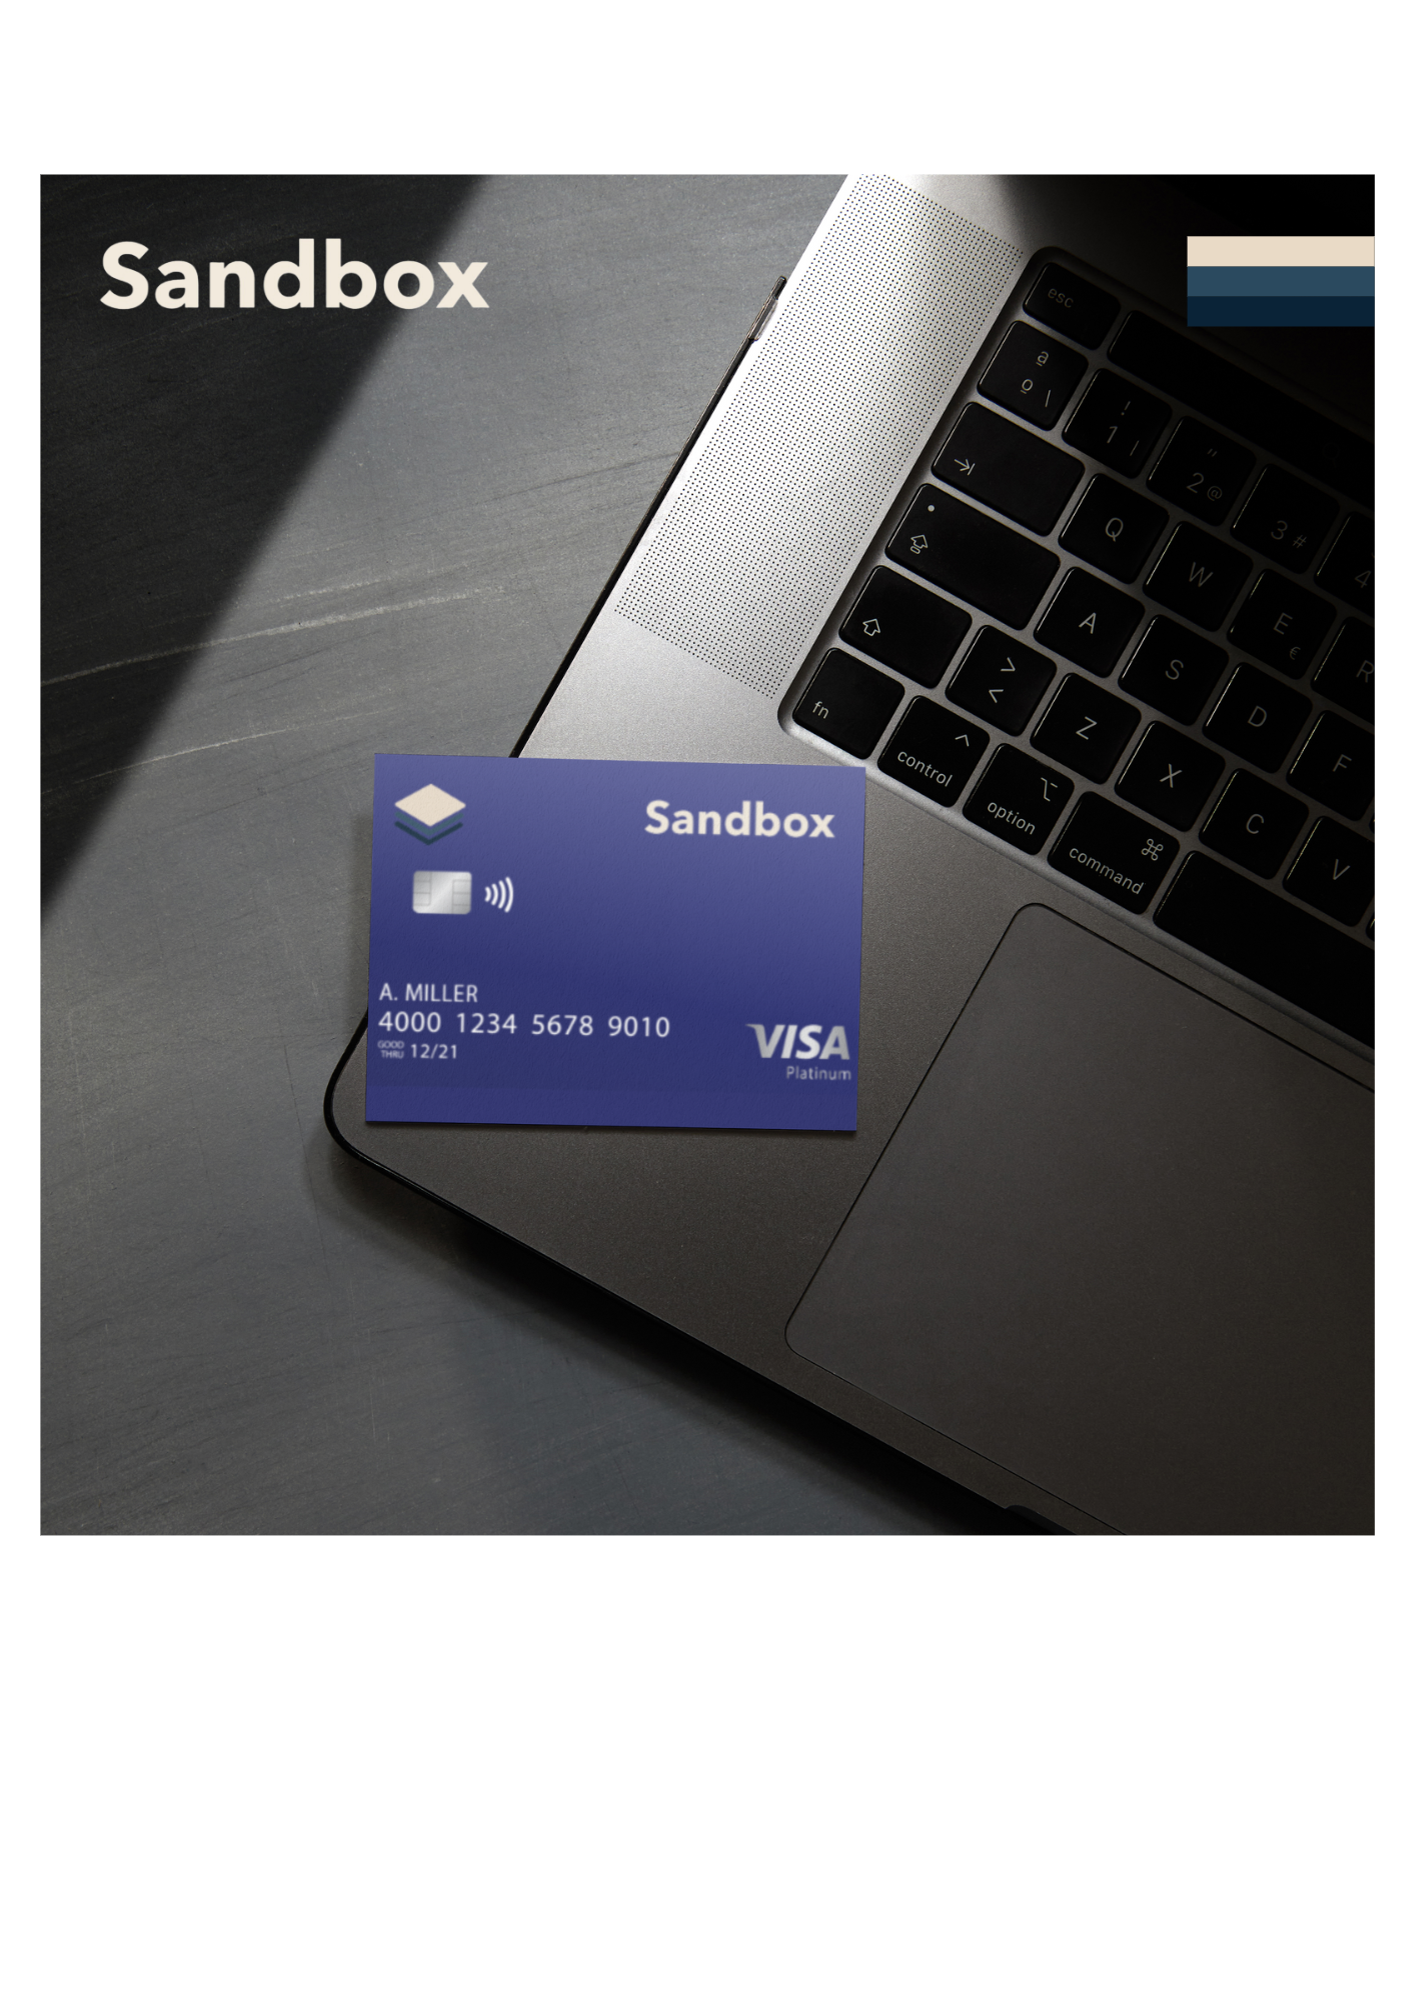 Sandbox
esc
ª
º \
!
1 |
"
2 @
3 #
4
Q
W
E
€
R
A
S
D
F
>
<
Z
X
C
V
fn
control
option
⌘
command
Sandbox
A. MILLER
4000 1234 5678 9010
GOOD
THRU 12/21
VISA
Platinum